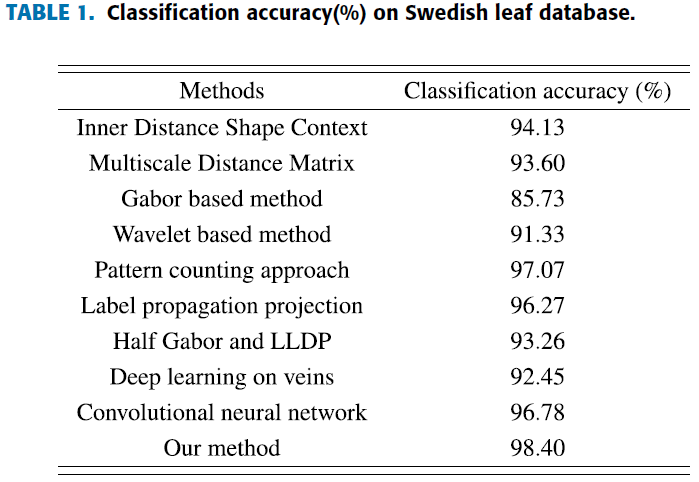 TABLE 1. Classification accuracy(%) on Swedish leaf database.
Methods Classification accuracy (%)
Inner Distance Shape Context 94.13
Multiscale Distance Matrix 93.60
Gabor based method 85.73
Wavelet based method 91.33
Pattern counting approach 97.07
Label propagation projection 96.27
Half Gabor and LLDP 93.26
Deep learning on veins 92.45
Convolutional neural network 96.78
Our method 98.40